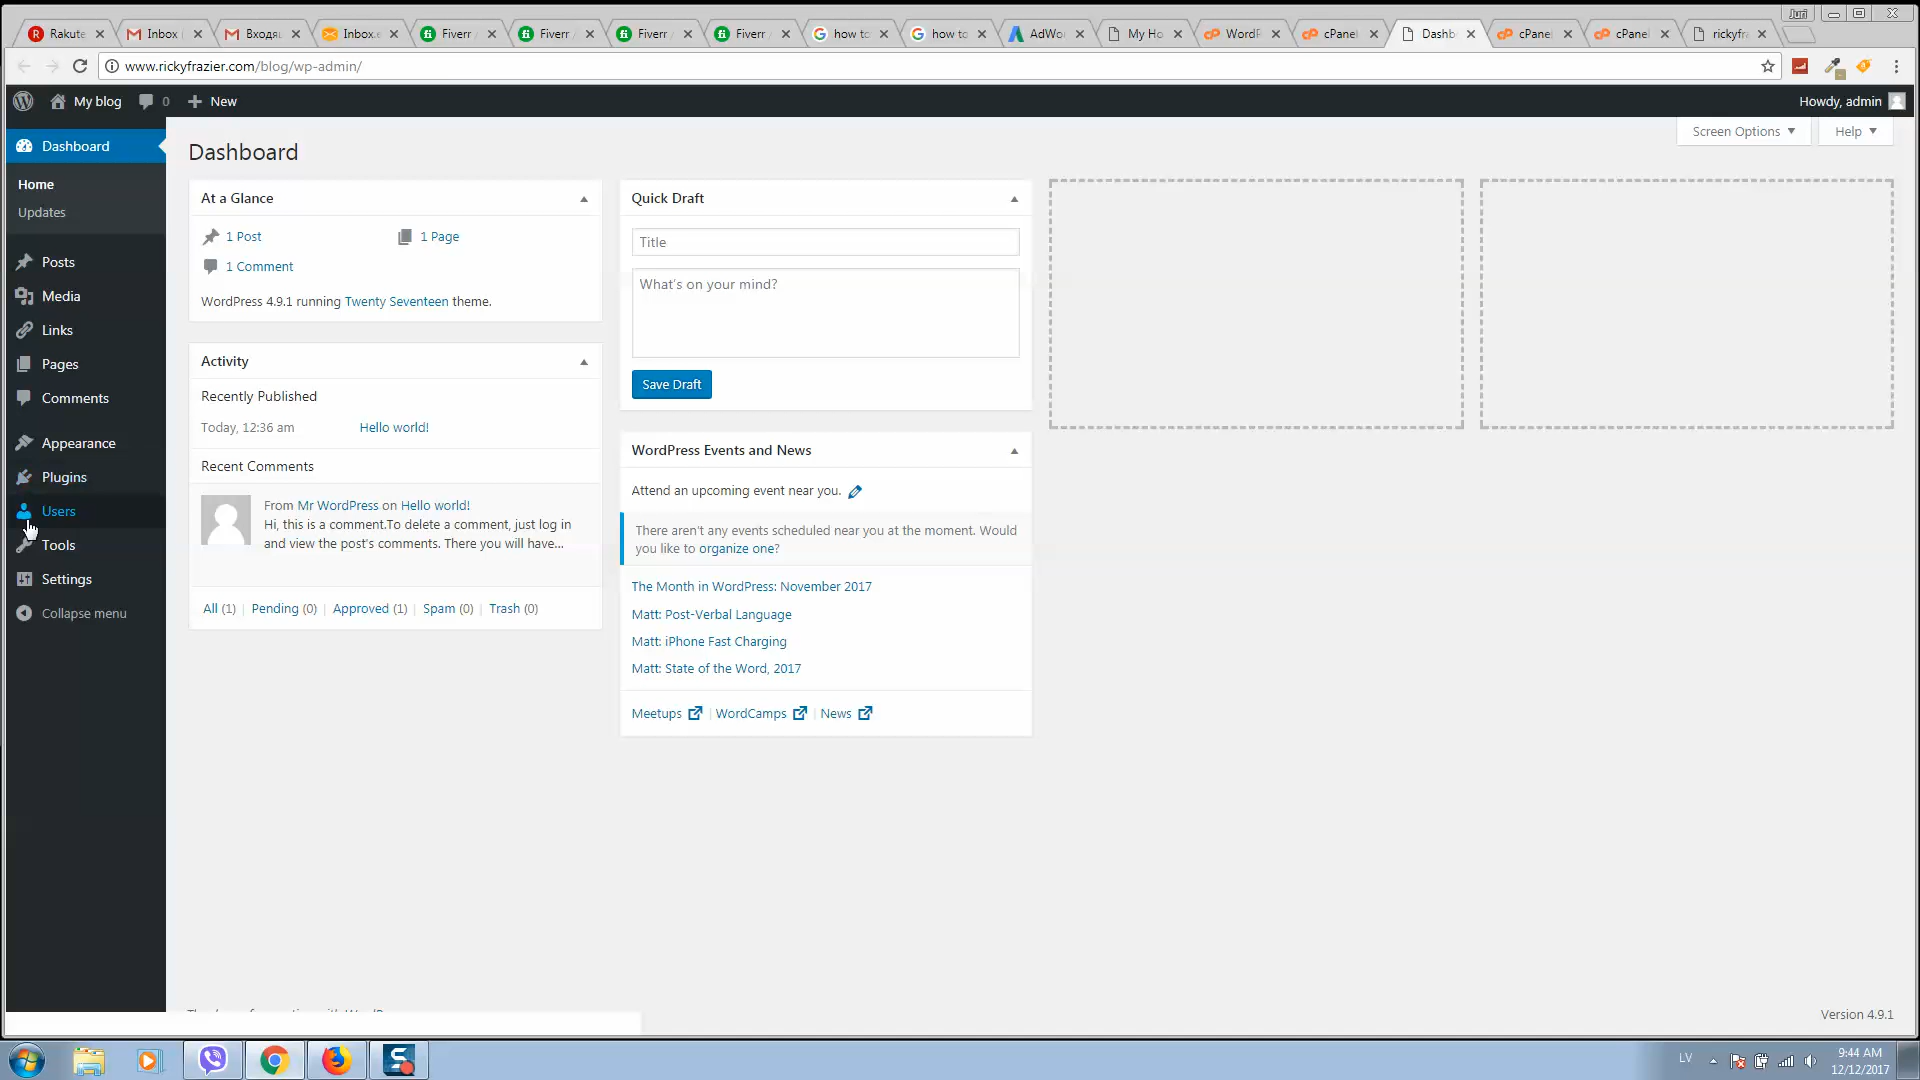 Juri
Rakute
Inbox
Входящ
Inbox.e
Fiverr /
Fiverr /
Fiverr /
Fiverr /
how to
how to
AdWo
My Ho
WordP
cPanel
Dashb
cPanel
cPanel
rickyfra
www.rickyfrazier.com/blog/wp-admin/
My blog 0 New Howdy, admin
Screen Options Help
Dashboard
Home
Updates
Posts
Media
Links
Pages
Comments
Appearance
Plugins
Users
Tools
Settings
Collapse menu
Dashboard
At a Glance
1 Post 1 Page
1 Comment
WordPress 4.9.1 running Twenty Seventeen theme.
Activity
Recently Published
Today, 12:36 am Hello world!
Recent Comments
From Mr WordPress on Hello world!
Hi, this is a comment.To delete a comment, just log in
and view the post's comments. There you will have...
All (1) | Pending (0) | Approved (1) | Spam (0) | Trash (0)
Quick Draft
Title
What's on your mind?
Save Draft
WordPress Events and News
Attend an upcoming event near you.
There aren't any events scheduled near you at the moment. Would
you like to organize one?
The Month in WordPress: November 2017
Matt: Post-Verbal Language
Matt: iPhone Fast Charging
Matt: State of the Word, 2017
Meetups | WordCamps | News
Version 4.9.1
LV
9:44 AM
12/12/2017